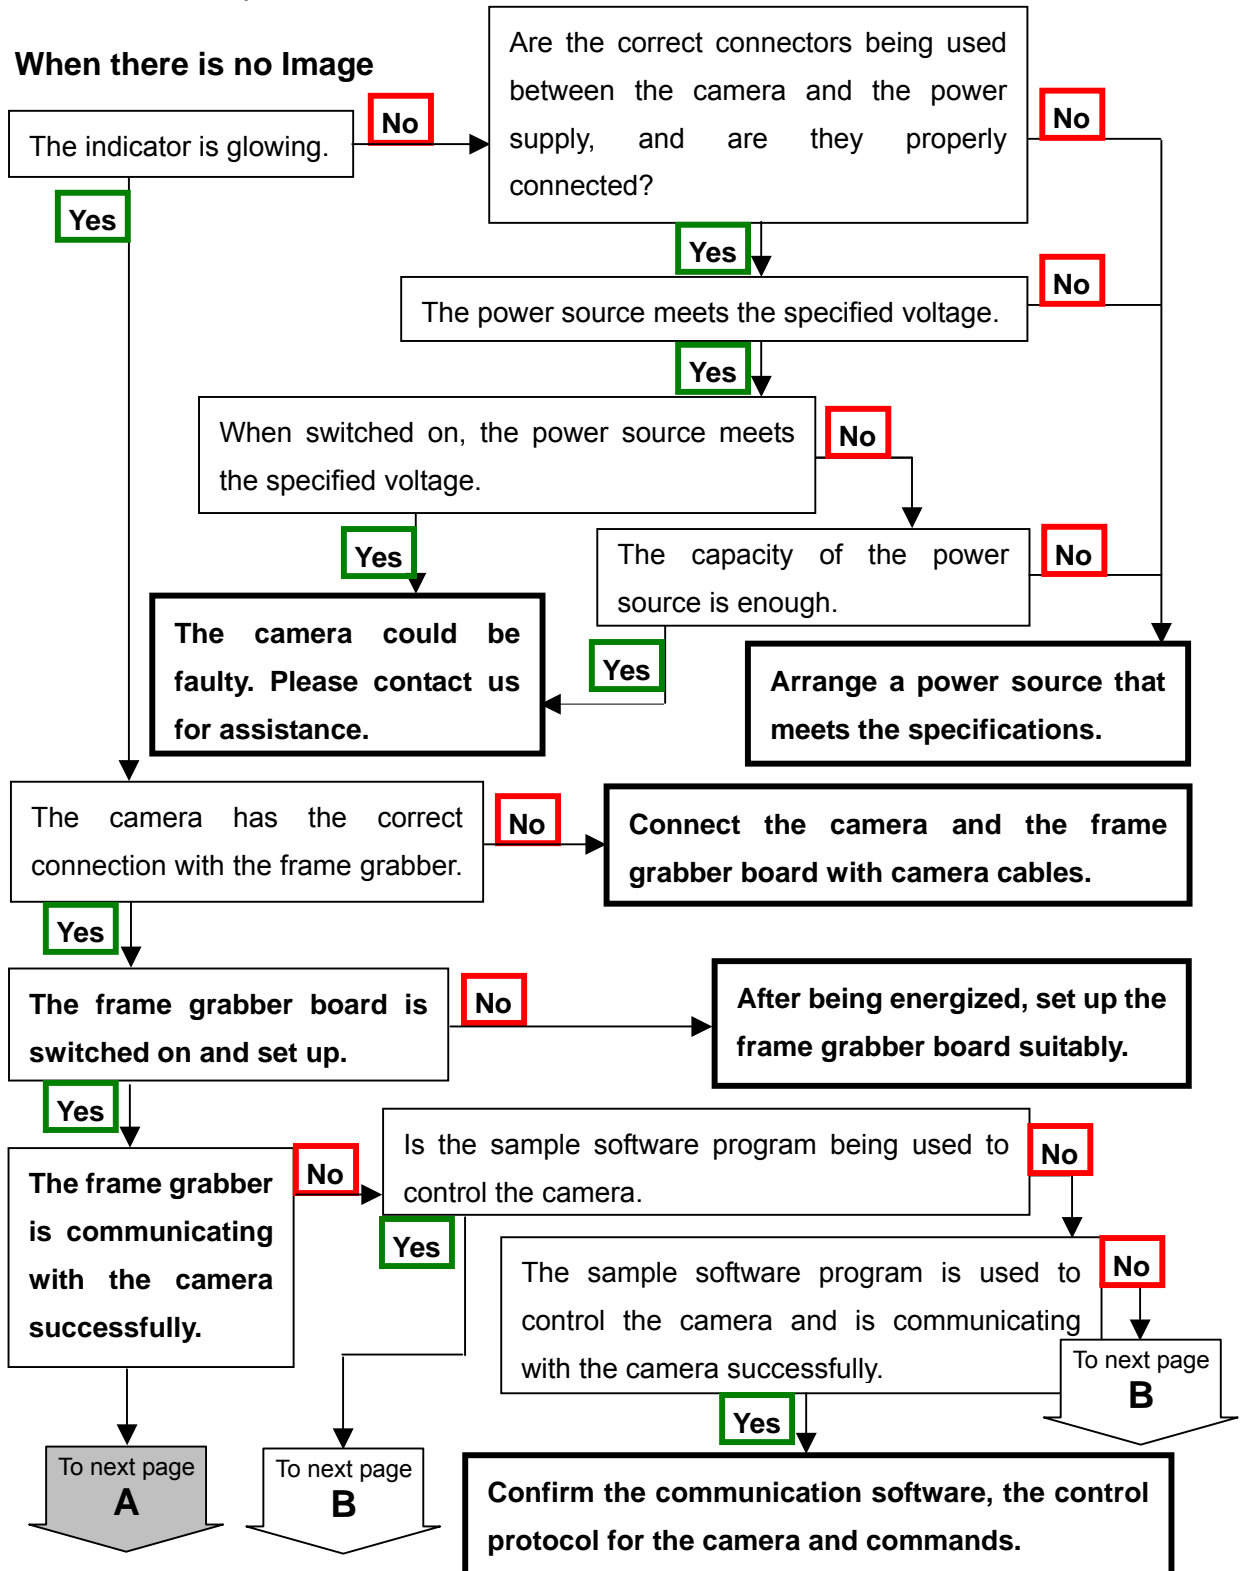 When there is no Image
Are the correct connectors being used
between the camera and the power
supply, and are they properly
connected?
No
No
The indicator is glowing.
Yes
Yes
No
The power source meets the specified voltage.
Yes
When switched on, the power source meets
the specified voltage.
No
Yes
The capacity of the power
source is enough.
No
The camera could be
faulty. Please contact us
for assistance.
Yes
Arrange a power source that
meets the specifications.
The camera has the correct
connection with the frame grabber.
No
Connect the camera and the frame
grabber board with camera cables.
Yes
The frame grabber board is
switched on and set up.
No
After being energized, set up the
frame grabber board suitably.
Yes
The frame grabber
is communicating
with the camera
successfully.
No
Is the sample software program being used to
control the camera.
No
Yes
The sample software program is used to
control the camera and is communicating
with the camera successfully.
No
To next page
B
Yes
To next page
A
To next page
B
Confirm the communication software, the control
protocol for the camera and commands.